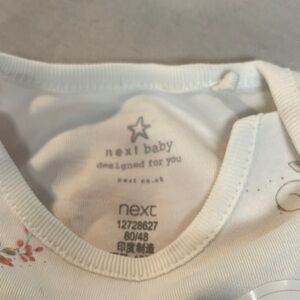 next baby
designed for you
next.co.uk
next
12728627
80/48
印度制造